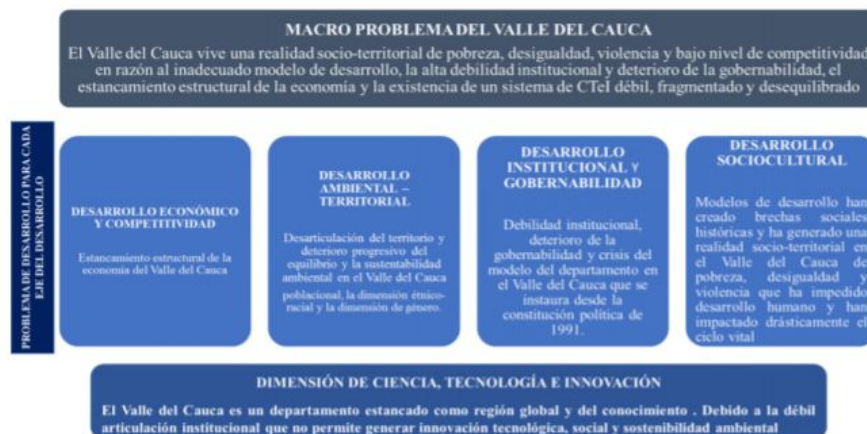 MACRO PROBLEMA DEL VALLE DEL CAUCA
El Valle del Cauca vive una realidad socio-territorial de pobreza, desigualdad, violencia y bajo nivel de competitividad
en razón al inadecuado modelo de desarrollo, la alta debilidad institucional y deterioro de la gobernabilidad, el
estancamiento estructural de la economía y la existencia de un sistema de CTeI débil, fragmentado y desequilibrado
PROBLEMA DE DESARROLLO PARA CADA
EJE DEL DESARROLLO
DESARROLLO ECONÓMICO
Y COMPETITIVIDAD
Estancamiento estructural de la
economía del Valle del Cauca
DESARROLLO
AMBIENTAL –
TERRITORIAL
Desarticulación del territorio y
deterioro progresivo del
equilibrio y la sustentabilidad
ambiental en el Valle del Cauca
poblacional, la dimensión étnico-
racial y la dimensión de género.
DESARROLLO
INSTITUCIONAL Y
GOBERNABILIDAD
Debilidad institucional,
deterioro de la
gobernabilidad y crisis del
modelo del departamento en
el Valle del Cauca que se
instaura desde la
constitución política de
1991.
DESARROLLO
SOCIOCULTURAL
Modelos de desarrollo han
creado brechas sociales
históricas y ha generado una
realidad socio-territorial en
el Valle del Cauca de
pobreza, desigualdad y
violencia que ha impedido
desarrollo humano y han
impactado drásticamente el
ciclo vital
DIMENSIÓN DE CIENCIA, TECNOLOGÍA E INNOVACIÓN
El Valle del Cauca es un departamento estancado como región global y del conocimiento . Debido a la débil
articulación institucional que no permite generar innovación tecnológica, social y sostenibilidad ambiental